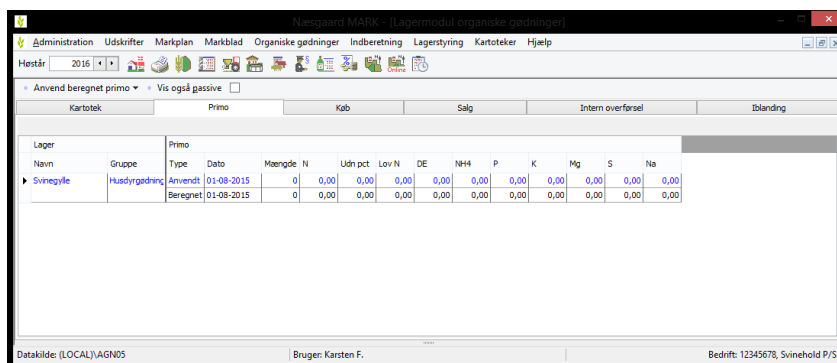 Næsgaard MARK - [Lagermodul organiske gødninger]
Administration Udskrifter Markplan Markblad Organiske gødninger Indberetning Lagerstyring Kartoteker Hjælp
Høstår 2016
Online
Anvend beregnet primo Vis også passive
Kartotek Primo Køb Salg Intern overførsel Iblanding
Lager Primo
Navn Gruppe Type Dato Mængde N Udn pct Lov N DE NH4 P K Mg S Na
Svinegylle Husdyrgødning Anvendt 01-08-2015 0 0,00 0,00 0,00 0,00 0,00 0,00 0,00 0,00 0,00 0,00
Beregnet 01-08-2015 0 0,00 0,00 0,00 0,00 0,00 0,00 0,00 0,00 0,00 0,00
Datakilde: (LOCAL)\AGN05 Bruger: Karsten F. Bedrift: 12345678, Svinehold P/S